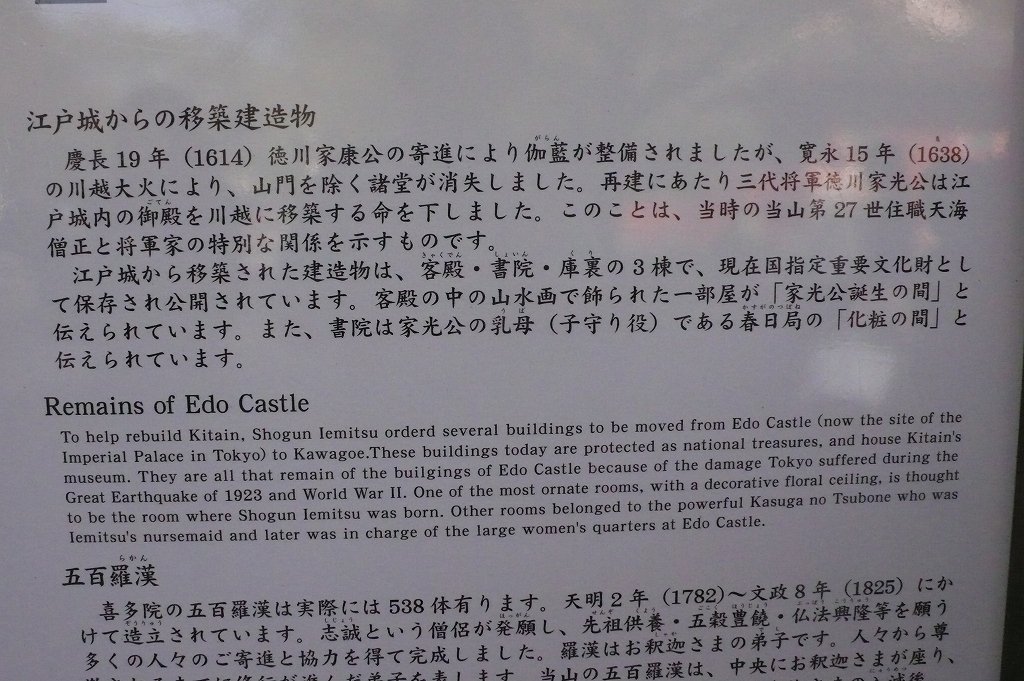 江戸城からの移築建造物
慶長19年（1614）徳川家康公の寄進により伽藍が整備されましたが、寛永15年（1638）
の川越大火により、山門を除く諸堂が消失しました。再建にあたり三代将軍徳川家光公は江
戸城内の御殿を川越に移築する命を下しました。このことは、当時の当山第27世住職天海
僧正と将軍家の特別な関係を示すものです。
江戸城から移築された建造物は、客殿・書院・庫裏の3棟で、現在国指定重要文化財とし
て保存され公開されています。客殿の中の山水画で飾られた一部屋が「家光公誕生の間」と
伝えられています。また、書院は家光公の乳母（子守り役）である春日局の「化粧の間」と
伝えられています。
Remains of Edo Castle
To help rebuild Kitain, Shogun Iemitsu orderd several buildings to be moved from Edo Castle (now the site of the
Imperial Palace in Tokyo) to Kawagoe.These buildings today are protected as national treasures, and house Kitain's
museum. They are all that remain of the builgings of Edo Castle because of the damage Tokyo suffered during the
Great Earthquake of 1923 and World War II. One of the most ornate rooms, with a decorative floral ceiling, is thought
to be the room where Shogun Iemitsu was born. Other rooms belonged to the powerful Kasuga no Tsubone who was
Iemitsu's nursemaid and later was in charge of the large women's quarters at Edo Castle.
五百羅漢
喜多院の五百羅漢は実際には538体有ります。天明2年（1782）～文政8年（1825）にか
けて造立されています。志誠という僧侶が発願し、先祖供養・五穀豊饒・仏法興隆等を願う
多くの人々のご寄進と協力を得て完成しました。羅漢はお釈迦さまの弟子です。人々から尊
当山の五百羅漢は、中央にお釈迦さまが座り、